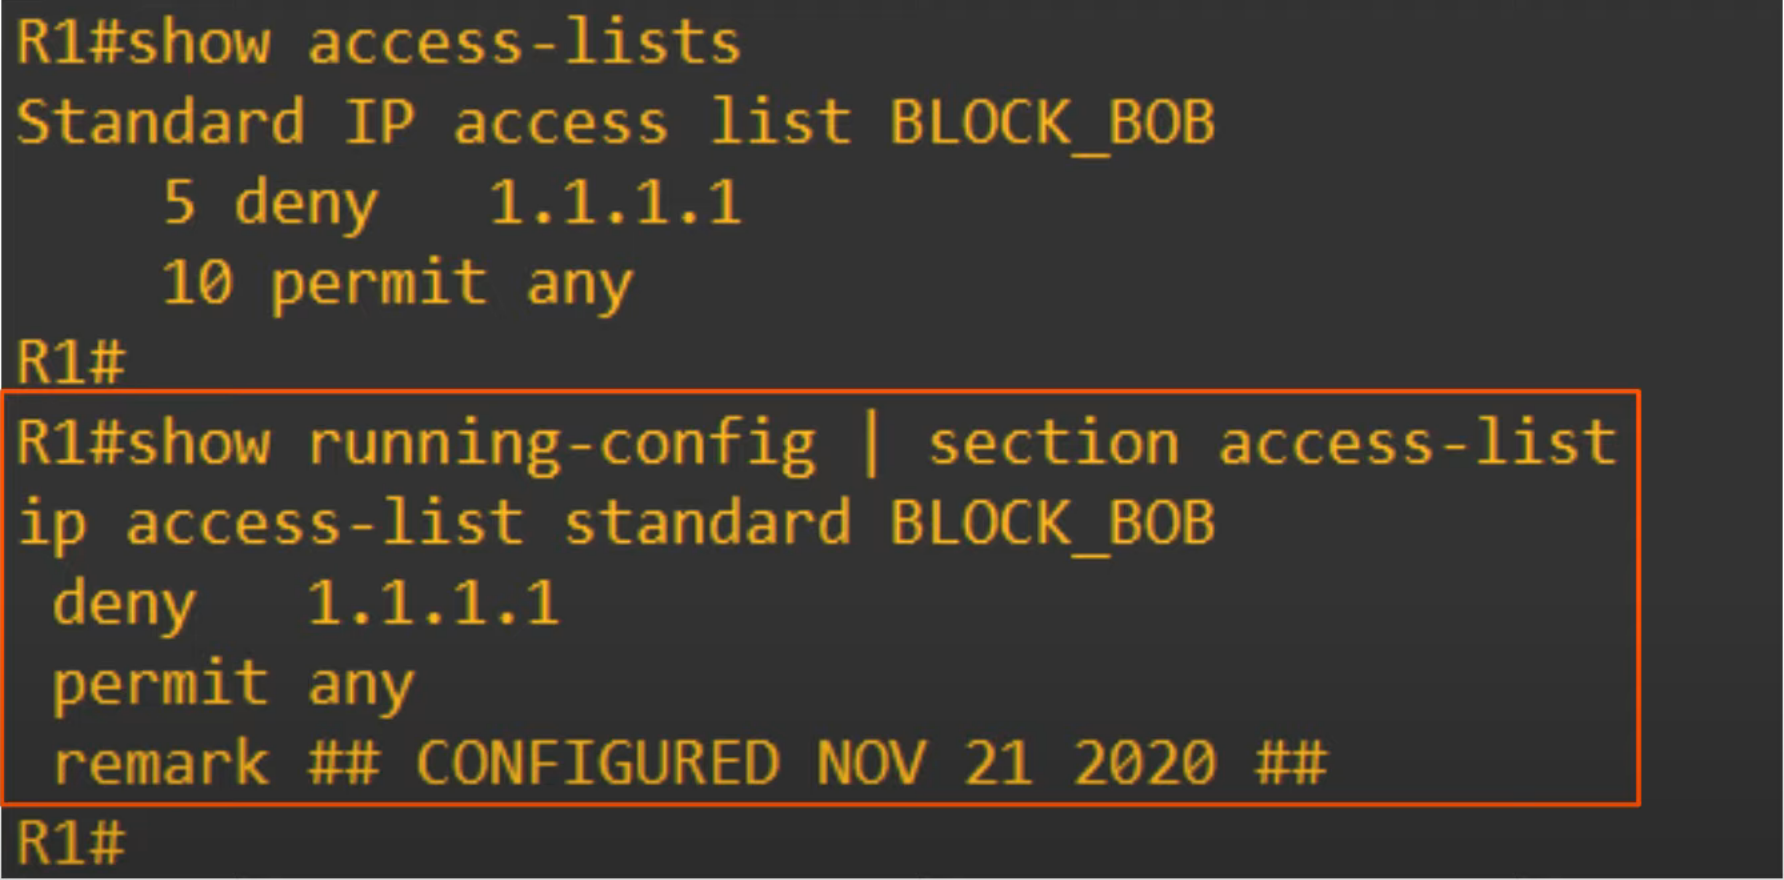 R1#show access-lists
Standard IP access list BLOCK_BOB
    5 deny   1.1.1.1
    10 permit any
R1#
R1#show running-config | section access-list
ip access-list standard BLOCK_BOB
 deny   1.1.1.1
 permit any
 remark ## CONFIGURED NOV 21 2020 ##
R1#